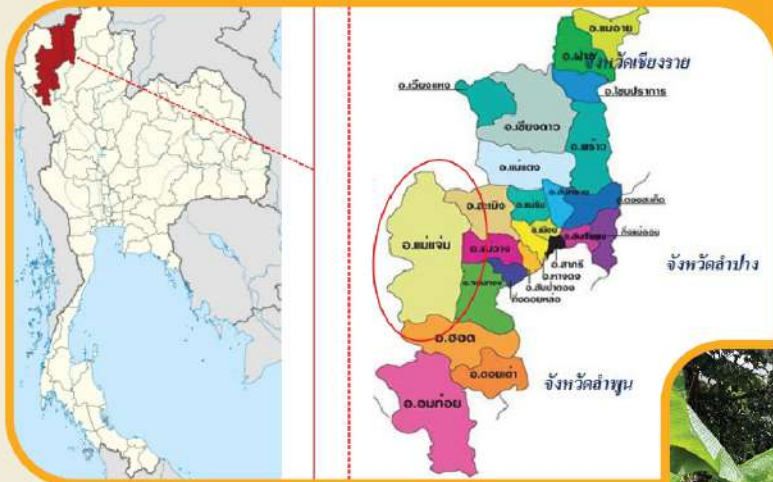 อ.แม่อาย
อ.ฝาง
จังหวัดเชียงราย
อ.ไชยปราการ
อ.เวียงแหง
อ.เชียงดาว
อ.พร้าว
อ.แม่แตง
อ.ดอยสะเก็ด
อ.สะเมิง
อ.แม่ริม
กิ่งแม่ออน
อ.เมือง
อ.แม่แจ่ม
อ.แม่วาง
จังหวัดลำปาง
อ.สารภี
อ.หางดง
อ.สันป่าตอง
กิ่งดอยหล่อ
อ.ฮอด
อ.ดอยเต่า
จังหวัดลำพูน
อ.อมก๋อย